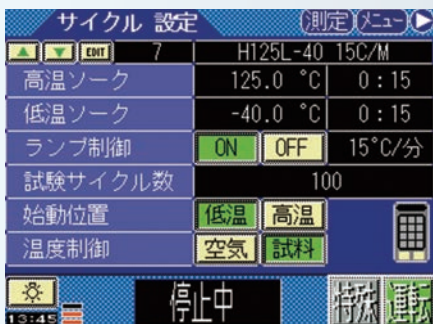 サイクル 設定 測定 メニュー
EDIT 7 H125L-40 15C/M
高温ソーク 125.0 °C 0:15
低温ソーク -40.0 °C 0:15
ランプ制御 ON OFF 15°C/分
試験サイクル数 100
始動位置 低温 高温
温度制御 空気 試料
13:45 停止中 特殊 運転